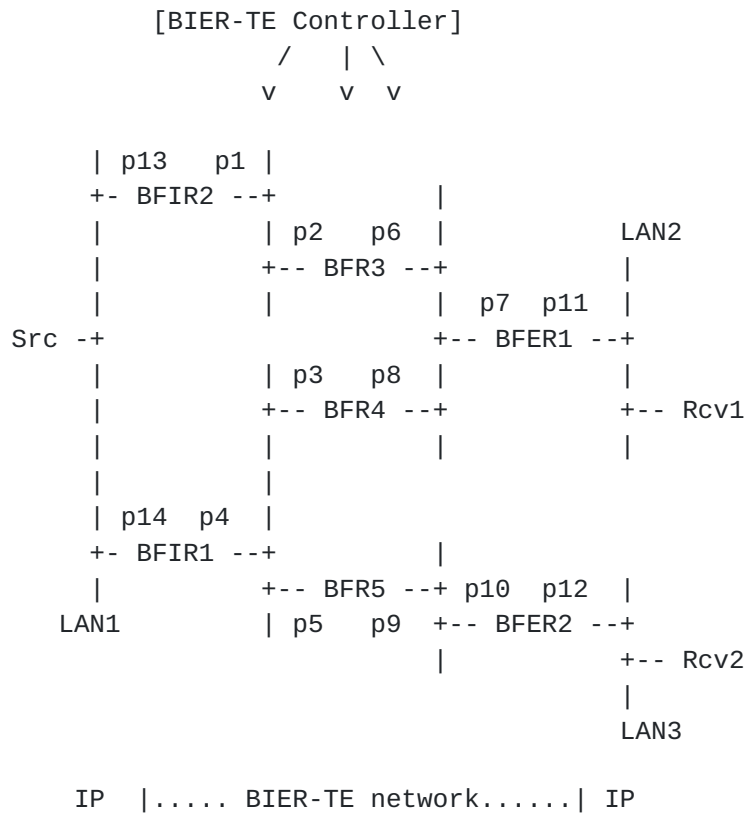 [BIER-TE Controller]
/ | \
v v v
| p13 p1 |
+- BFIR2 --+ |
| | p2 p6 | LAN2
| +-- BFR3 --+ |
| | | p7 p11 |
Src -+ +-- BFER1 --+
| | p3 p8 | |
| +-- BFR4 --+ +-- Rcv1
| | | |
| |
| p14 p4 |
+- BFIR1 --+ |
| +-- BFR5 --+ p10 p12 |
LAN1 | p5 p9 +-- BFER2 --+
| +-- Rcv2
|
LAN3
IP |..... BIER-TE network......| IP